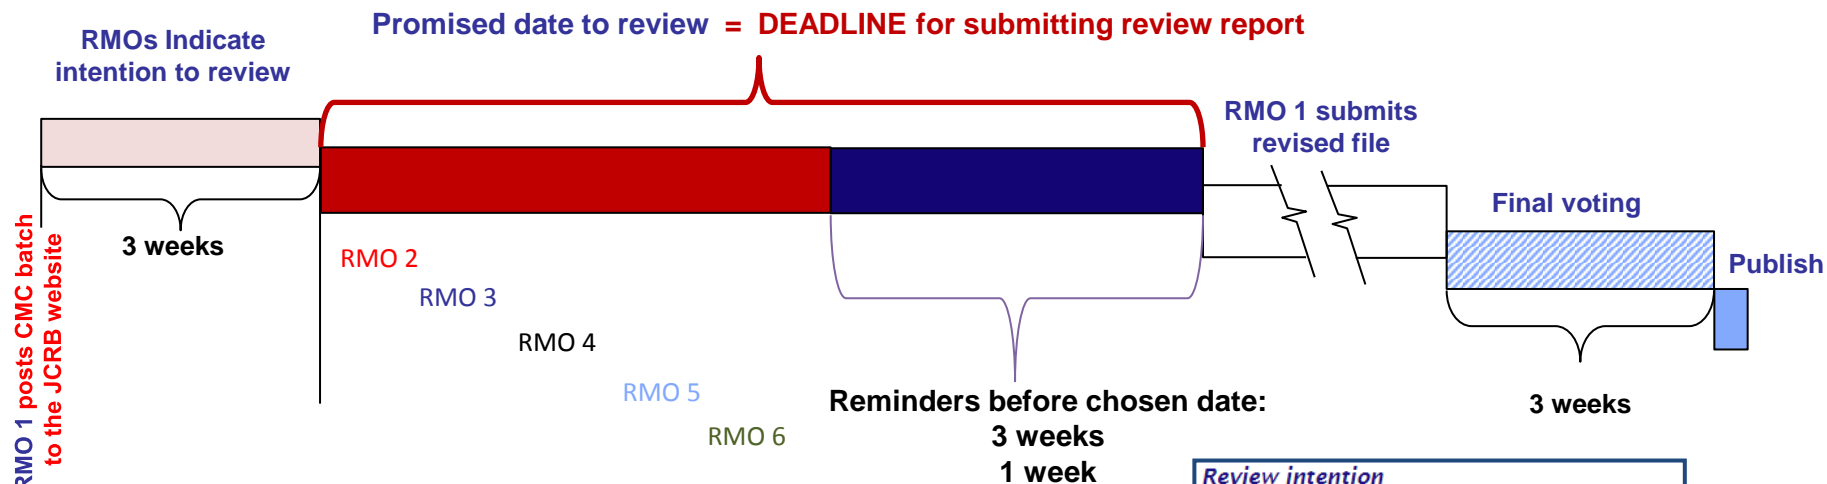 Promised date to review = DEADLINE for submitting review report
RMOs Indicate
intention to review
RMO 1 submits
revised file
Final voting
Publish
3 weeks
RMO 1 posts CMC batch
to the JCRB website
RMO 2
RMO 3
RMO 4
RMO 5
RMO 6
Reminders before chosen date:
3 weeks
1 week
3 weeks
Review intention